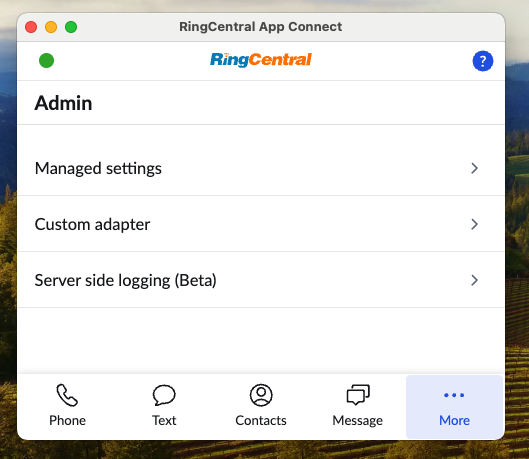 RingCentral App Connect
RingCentral
?
Admin
Managed settings
Custom adapter
Server side logging (Beta)
Phone
Text
Contacts
Message
More